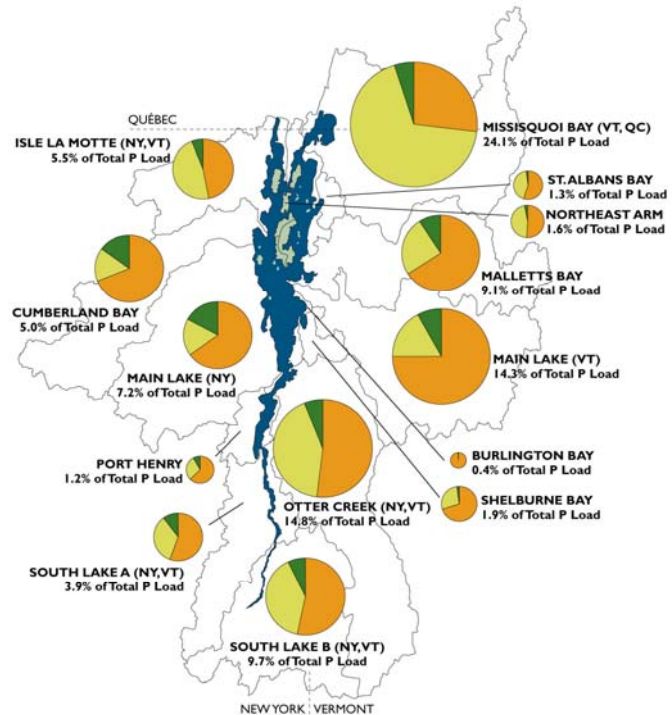 QUÉBEC
MISSISQUOI BAY (VT, QC)
24.1% of Total P Load
ISLE LA MOTTE (NY,VT)
5.5% of Total P Load
ST. ALBANS BAY
1.3% of Total P Load
NORTHEAST ARM
1.6% of Total P Load
MALLETTS BAY
9.1% of Total P Load
CUMBERLAND BAY
5.0% of Total P Load
MAIN LAKE (VT)
14.3% of Total P Load
MAIN LAKE (NY)
7.2% of Total P Load
BURLINGTON BAY
0.4% of Total P Load
PORT HENRY
1.2% of Total P Load
OTTER CREEK (NY,VT)
14.8% of Total P Load
SHELBURNE BAY
1.9% of Total P Load
SOUTH LAKE A (NY,VT)
3.9% of Total P Load
SOUTH LAKE B (NY,VT)
9.7% of Total P Load
NEW YORK VERMONT